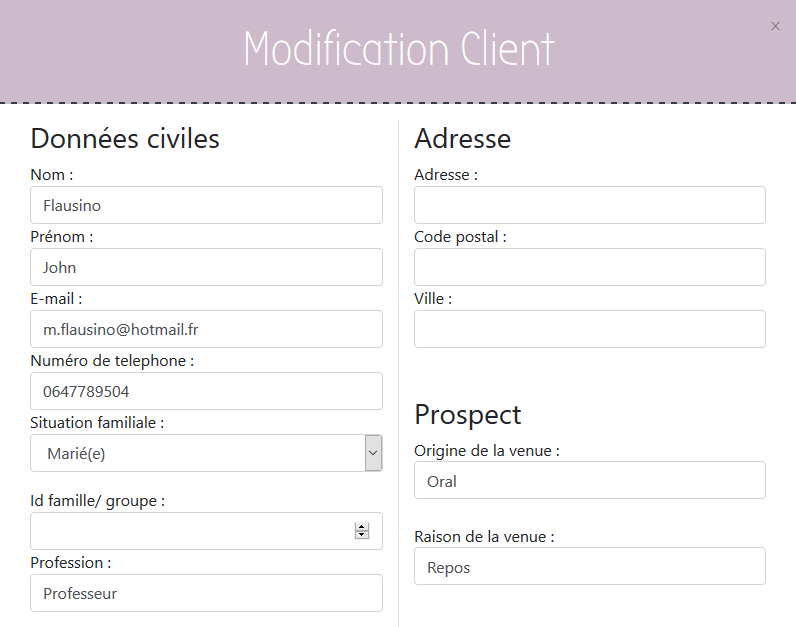 Modification Client
×
Données civiles
Nom :
Flausino
Prénom :
John
E-mail :
m.flausino@hotmail.fr
Numéro de telephone :
0647789504
Situation familiale :
Marié(e)
Id famille/ groupe :
Profession :
Professeur
Adresse
Adresse :
Code postal :
Ville :
Prospect
Origine de la venue :
Oral
Raison de la venue :
Repos